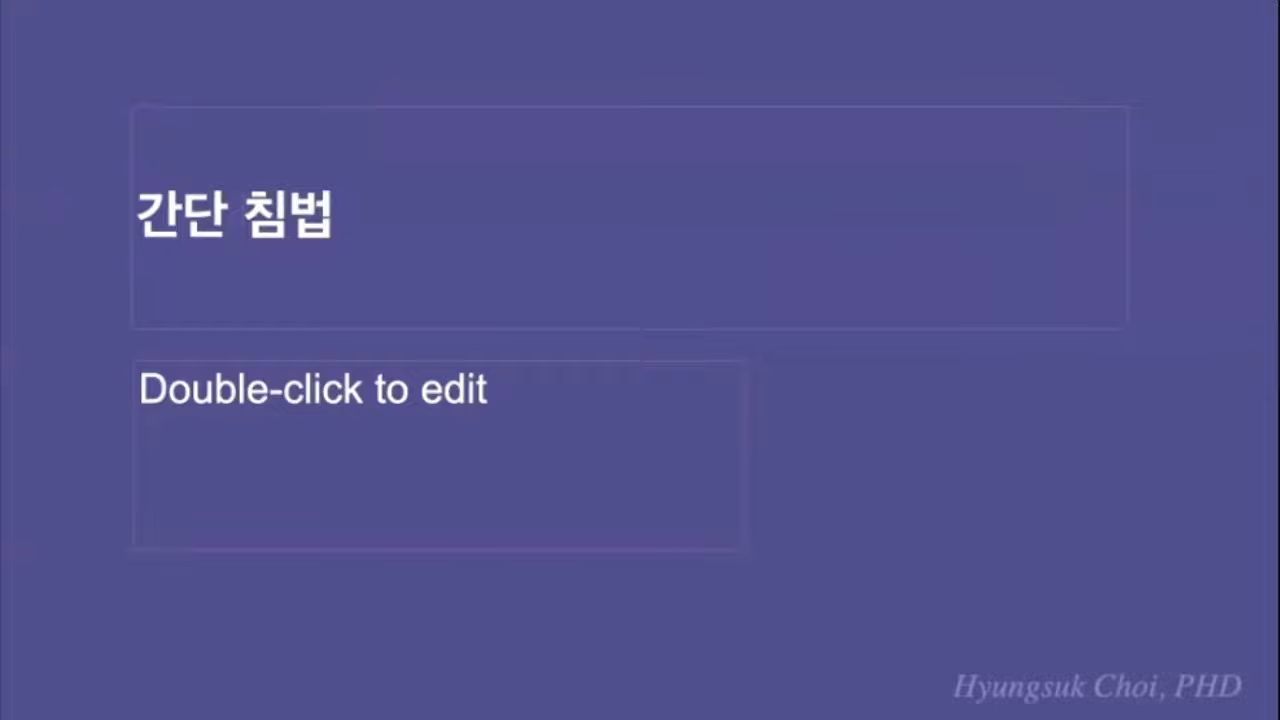 간단 침법
Double-click to edit
Hyungsuk Choi, PHD